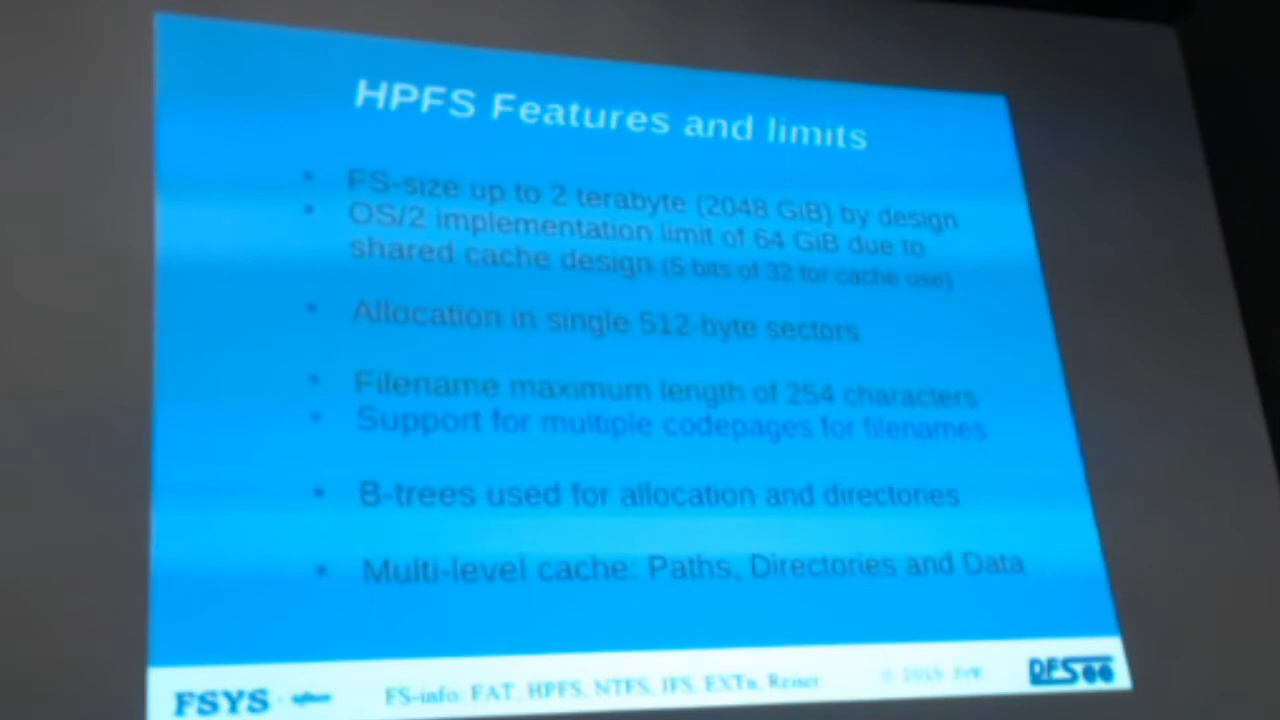 HPFS Features and limits
• FS-size up to 2 terabyte (2048 GiB) by design
• OS/2 implementation limit of 64 GiB due to
shared cache design (5 bits of 32 for cache use)
• Allocation in single 512-byte sectors
• Filename maximum length of 254 characters
• Support for multiple codepages for filenames
• B-trees used for allocation and directories
• Multi-level cache: Paths, Directories and Data
FSYS - FS-info: FAT, HPFS, NTFS, JFS, EXTn, Reiser © JvW DFSee